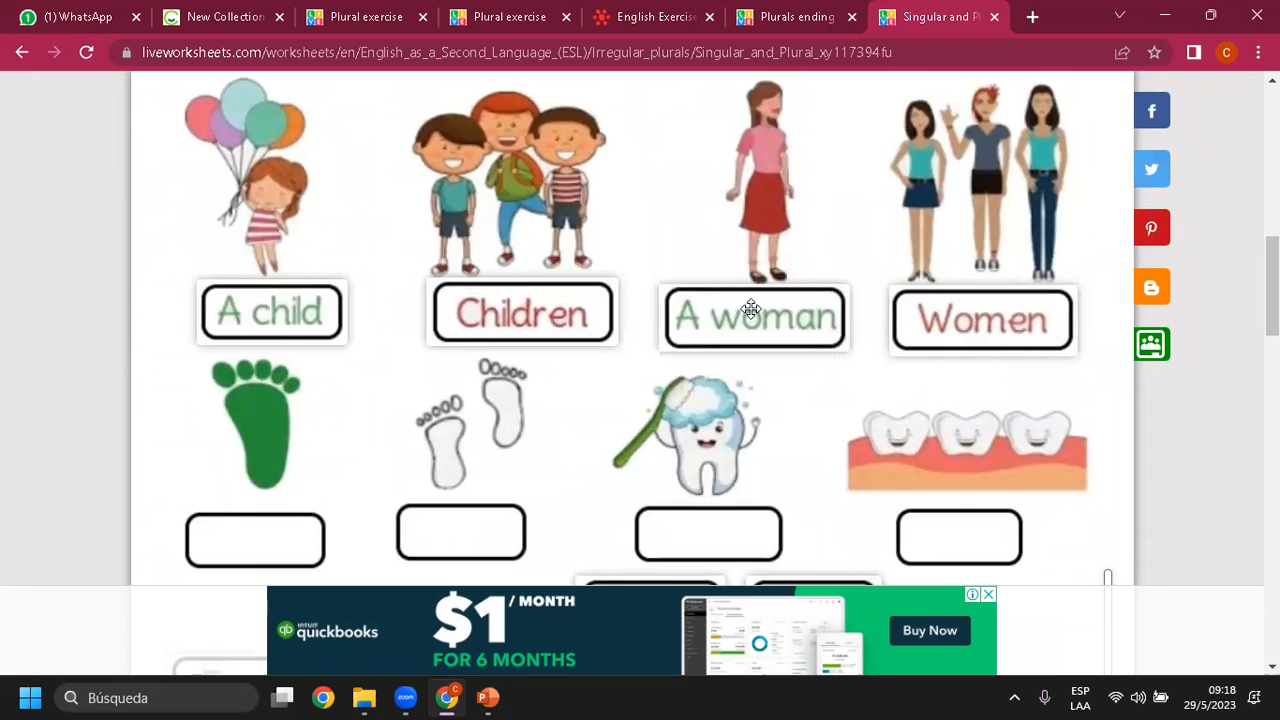 (1) WhatsApp
New Collection
Plural exercise
Plural exercise
English Exercise
Plurals ending
Singular and Pl
liveworksheets.com/worksheets/en/English_as_a_Second_Language_(ESL)/Irregular_plurals/Singular_and_Plural_xy117394fu
C
A child
Children
A woman
Women
intuit
quickbooks
$1 / MONTH
FOR 6 MONTHS
Buy Now
Búsqueda
zoom
C
P
ESP
LAA
09:18
29/5/2023